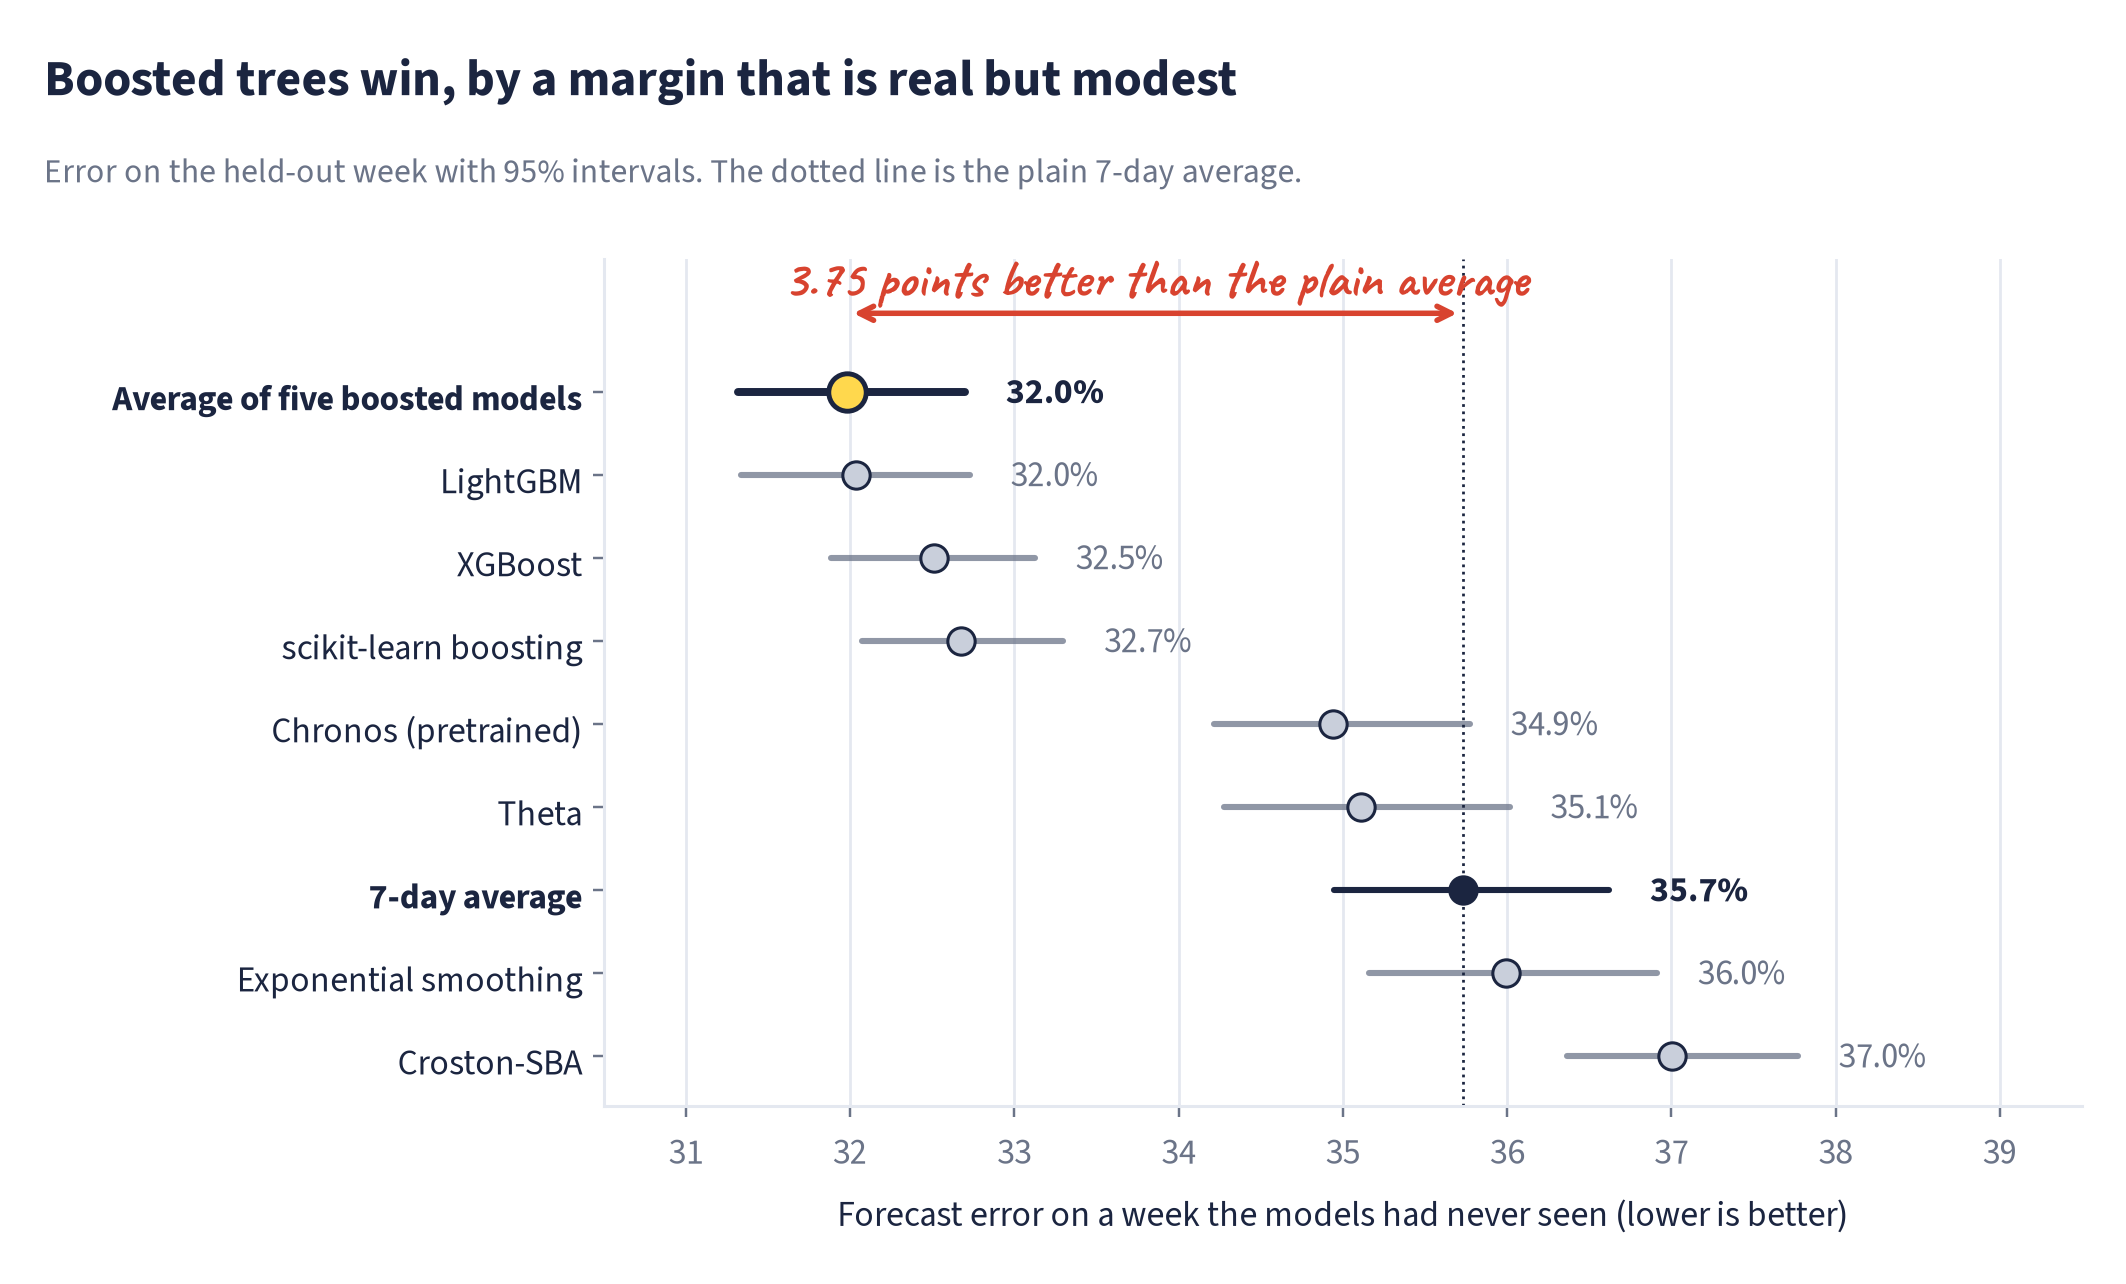 Boosted trees win, by a margin that is real but modest
Error on the held-out week with 95% intervals. The dotted line is the plain 7-day average.
3.75 points better than the plain average
Average of five boosted models 32.0%
LightGBM 32.0%
XGBoost 32.5%
scikit-learn boosting 32.7%
Chronos (pretrained) 34.9%
Theta 35.1%
7-day average 35.7%
Exponential smoothing 36.0%
Croston-SBA 37.0%
31 32 33 34 35 36 37 38 39
Forecast error on a week the models had never seen (lower is better)